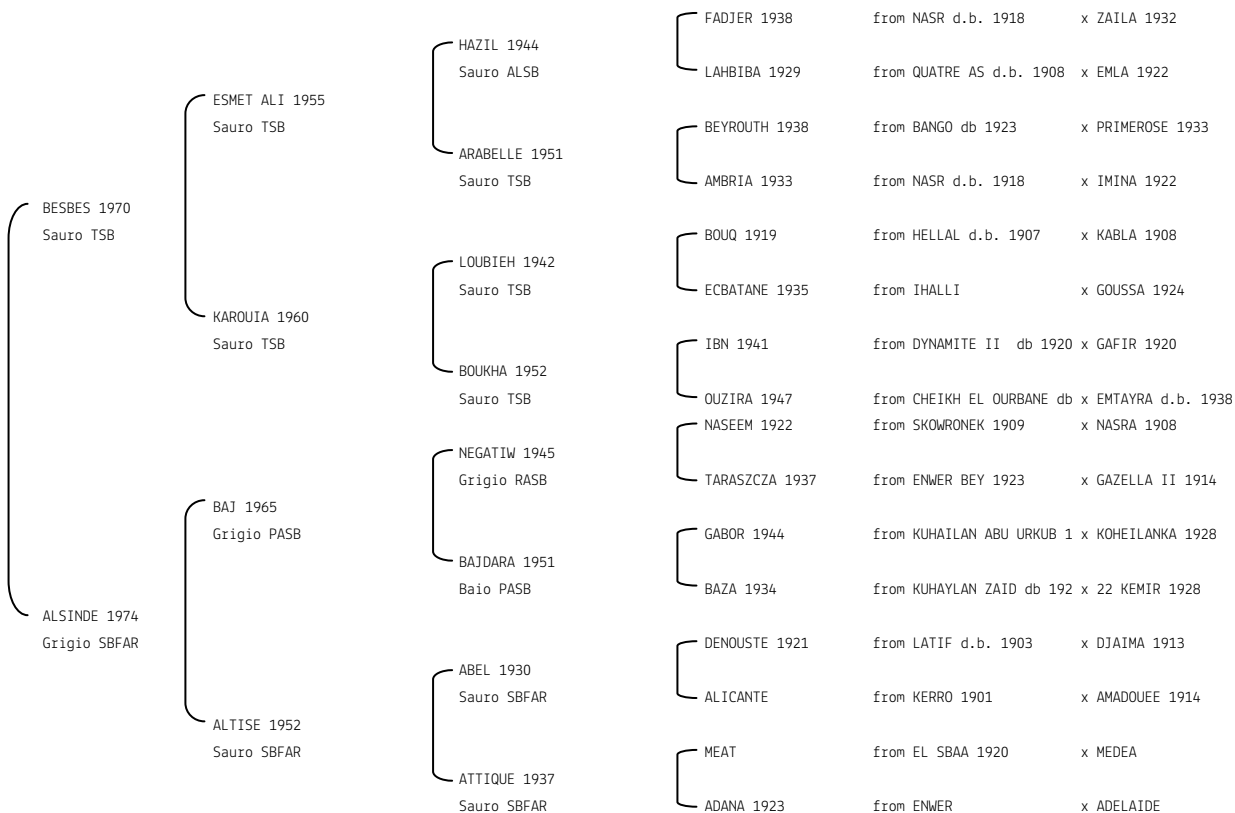 FADJER 1938 from NASR d.b. 1918 x ZAILA 1932
HAZIL 1944
Sauro ALSB
LAHBIBA 1929 from QUATRE AS d.b. 1908 x EMLA 1922
ESMET ALI 1955
Sauro TSB
BEYROUTH 1938 from BANGO db 1923 x PRIMEROSE 1933
ARABELLE 1951
Sauro TSB
AMBRIA 1933 from NASR d.b. 1918 x IMINA 1922
BESBES 1970
Sauro TSB
BOUQ 1919 from HELLAL d.b. 1907 x KABLA 1908
LOUBIEH 1942
Sauro TSB
ECBATANE 1935 from IHALLI x GOUSSA 1924
KAROUIA 1960
Sauro TSB
IBN 1941 from DYNAMITE II db 1920 x GAFIR 1920
BOUKHA 1952
Sauro TSB
OUZIRA 1947 from CHEIKH EL OURBANE db x EMTAYRA d.b. 1938
NASEEM 1922 from SKOWRONEK 1909 x NASRA 1908
NEGATIW 1945
Grigio RASB
TARASZCZA 1937 from ENWER BEY 1923 x GAZELLA II 1914
BAJ 1965
Grigio PASB
GABOR 1944 from KUHAILAN ABU URKUB 1 x KOHEILANKA 1928
BAJDARA 1951
Baio PASB
BAZA 1934 from KUHAYLAN ZAID db 192 x 22 KEMIR 1928
ALSINDE 1974
Grigio SBFAR
DENOUSTE 1921 from LATIF d.b. 1903 x DJAIMA 1913
ABEL 1930
Sauro SBFAR
ALICANTE from KERRO 1901 x AMADOUEE 1914
ALTISE 1952
Sauro SBFAR
MEAT from EL SBAA 1920 x MEDEA
ATTIQUE 1937
Sauro SBFAR
ADANA 1923 from ENWER x ADELAIDE